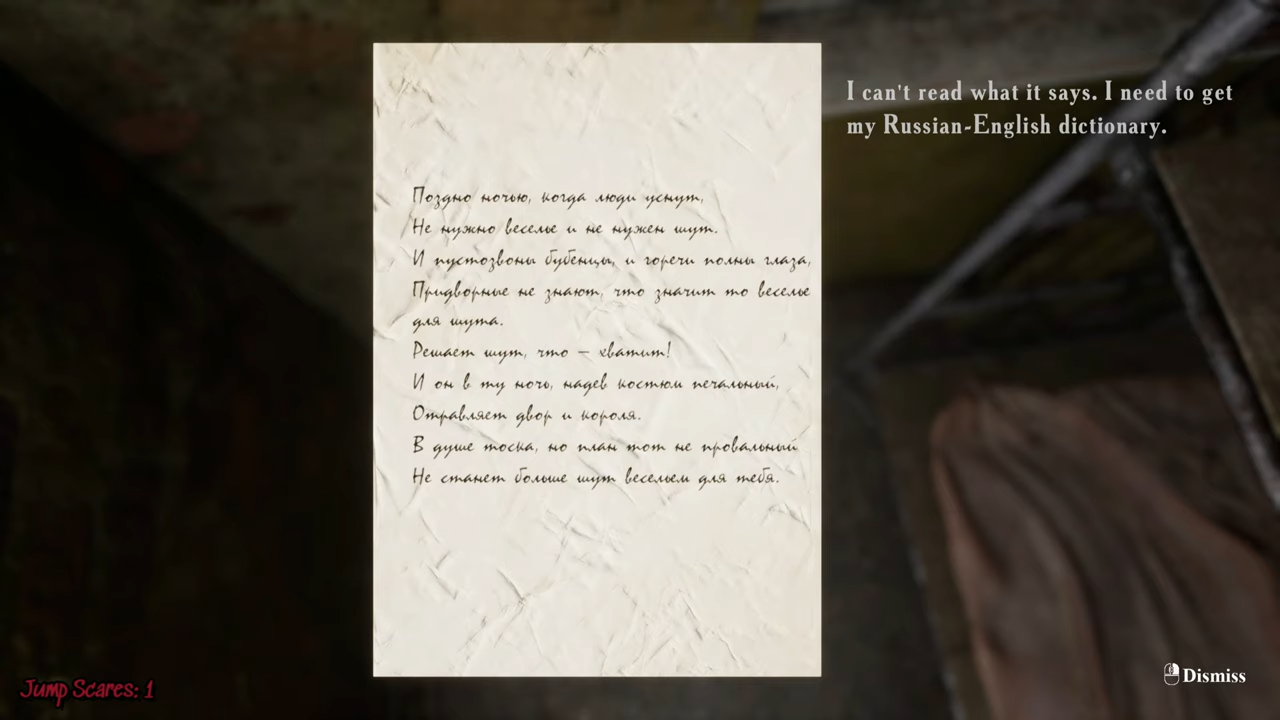 I can't read what it says. I need to get
my Russian-English dictionary.
Поздно ночью, когда люди уснут,
Не нужно веселье и не нужен шут.
И пустозвоны бубенцы, и горечи полны глаза,
Придворные не знают, что значит то веселье
для шута.
Решает шут, что – хватит!
И он в ту ночь, надев костюм печальный,
Отравляет двор и короля.
В душе тоска, но план тот не провальный
Не станет больше шут весельем для тебя.
Jump Scares: 1
Dismiss